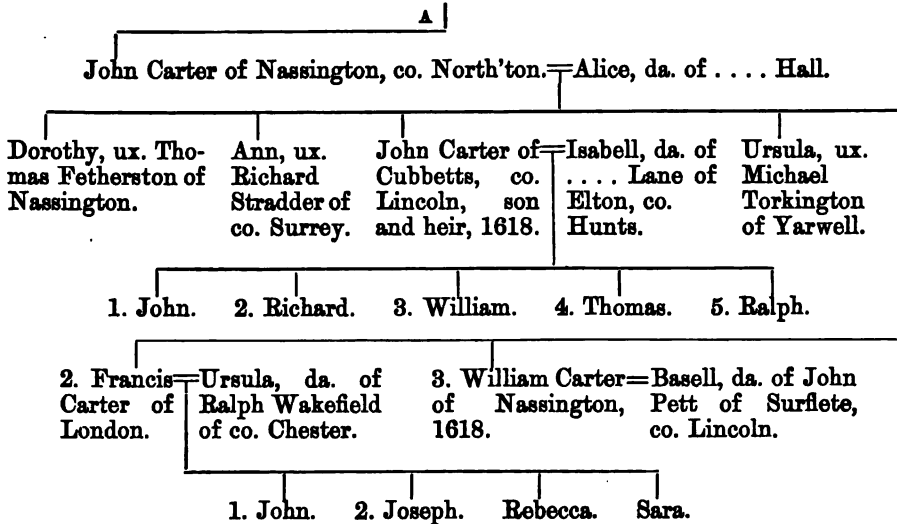 A
John Carter of Nassington, co. North'ton.=Alice, da. of .... Hall.
Dorothy, ux. Tho-
mas Fetherston of
Nassington.
Ann, ux.
Richard
Stradder of
co. Surrey.
John Carter of=
Cubbetts, co.
Lincoln, son
and heir, 1618.
Isabell, da. of
.... Lane of
Elton, co.
Hunts.
Ursula, ux.
Michael
Torkington
of Yarwell.
1. John. 2. Richard. 3. William. 4. Thomas. 5. Ralph.
2. Francis=
Carter of
London.
Ursula, da. of
Ralph Wakefield
of co. Chester.
3. William Carter=
of Nassington,
1618.
Basell, da. of John
Pett of Surflete,
co. Lincoln.
1. John. 2. Joseph. Rebecca. Sara.